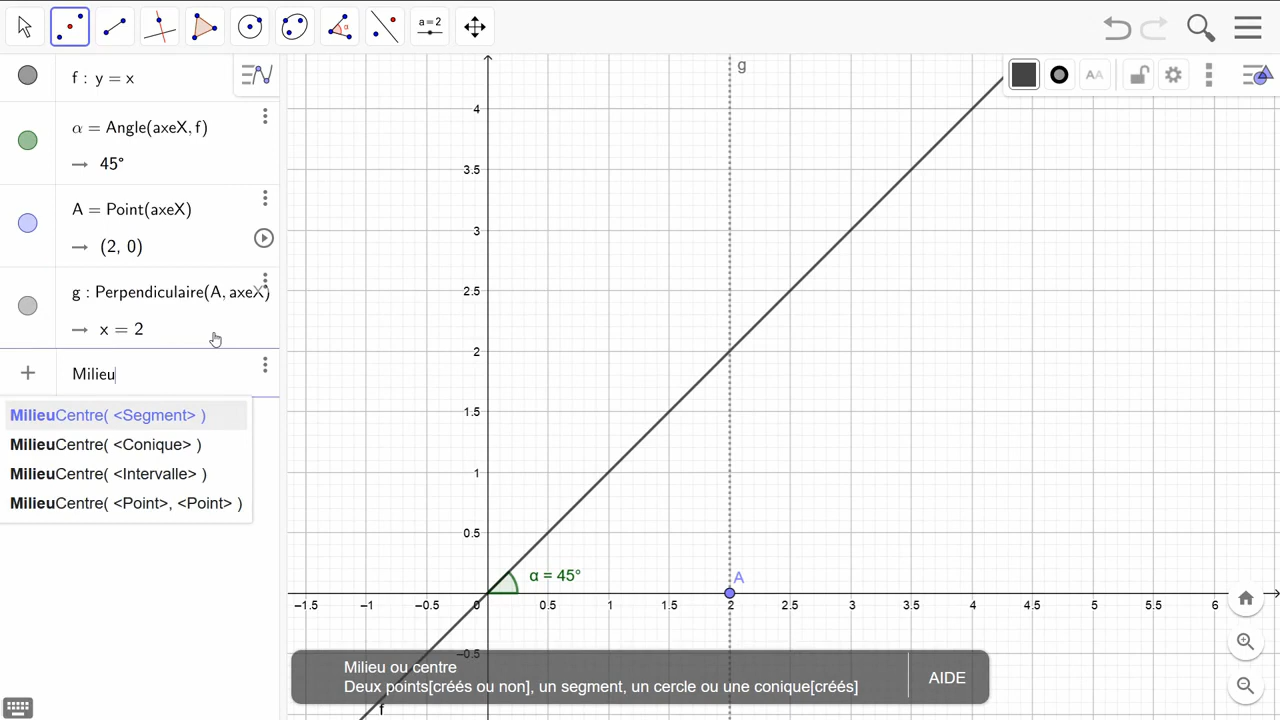 a = 2
f : y = x
α = Angle(axeX, f)
→ 45°
A = Point(axeX)
→ (2, 0)
g : Perpendiculaire(A, axeX)
→ x = 2
Milieu
MilieuCentre( <Segment> )
MilieuCentre( <Conique> )
MilieuCentre( <Intervalle> )
MilieuCentre( <Point>, <Point> )
g
AA
4
3.5
3
2.5
2
1.5
1
0.5
α = 45°
A
−1.5 −1 −0.5 0 0.5 1 1.5 2 2.5 3 3.5 4 4.5 5 5.5 6
−0.5
Milieu ou centre
Deux points[créés ou non], un segment, un cercle ou une conique[créés]
AIDE
f